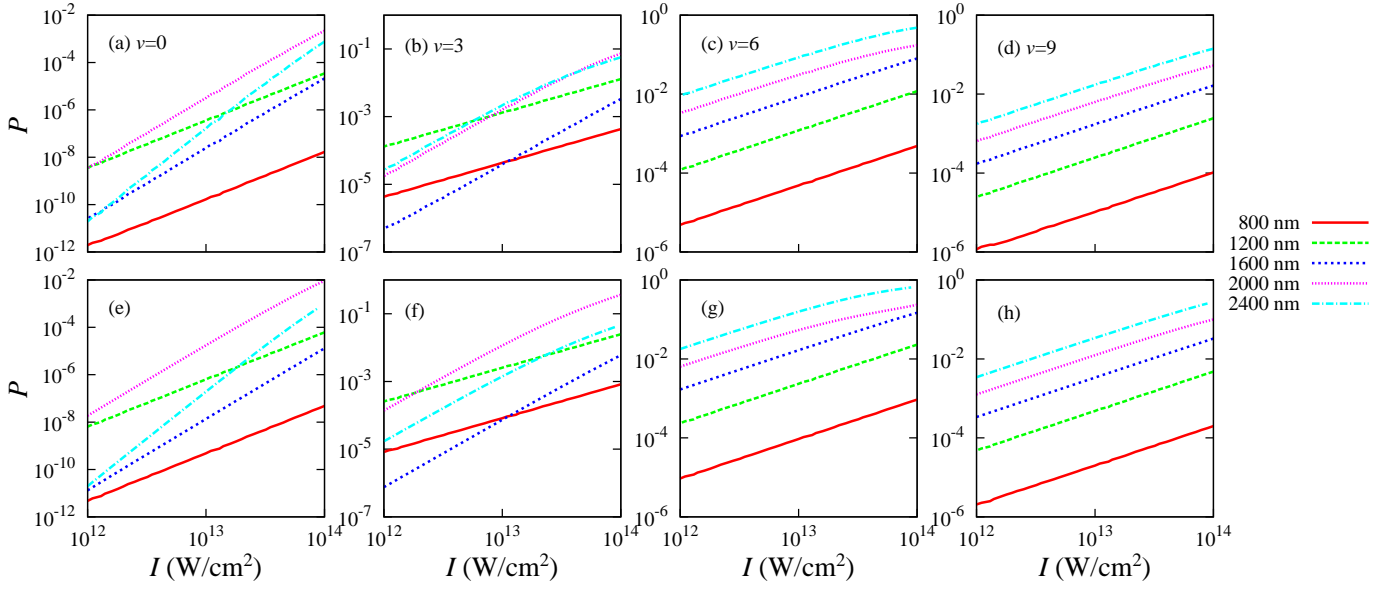 (a) v=0
(b) v=3
(c) v=6
(d) v=9
P
10^-2
10^-4
10^-6
10^-8
10^-10
10^-12
10^-1
10^-3
10^-5
10^-7
10^0
10^-2
10^-4
10^-6
10^0
10^-2
10^-4
10^-6
800 nm
1200 nm
1600 nm
2000 nm
2400 nm
(e)
(f)
(g)
(h)
P
10^-2
10^-4
10^-6
10^-8
10^-10
10^-12
10^-1
10^-3
10^-5
10^-7
10^0
10^-2
10^-4
10^-6
10^0
10^-2
10^-4
10^-6
10^12 10^13 10^14
10^12 10^13 10^14
10^12 10^13 10^14
10^12 10^13 10^14
I (W/cm^2)
I (W/cm^2)
I (W/cm^2)
I (W/cm^2)